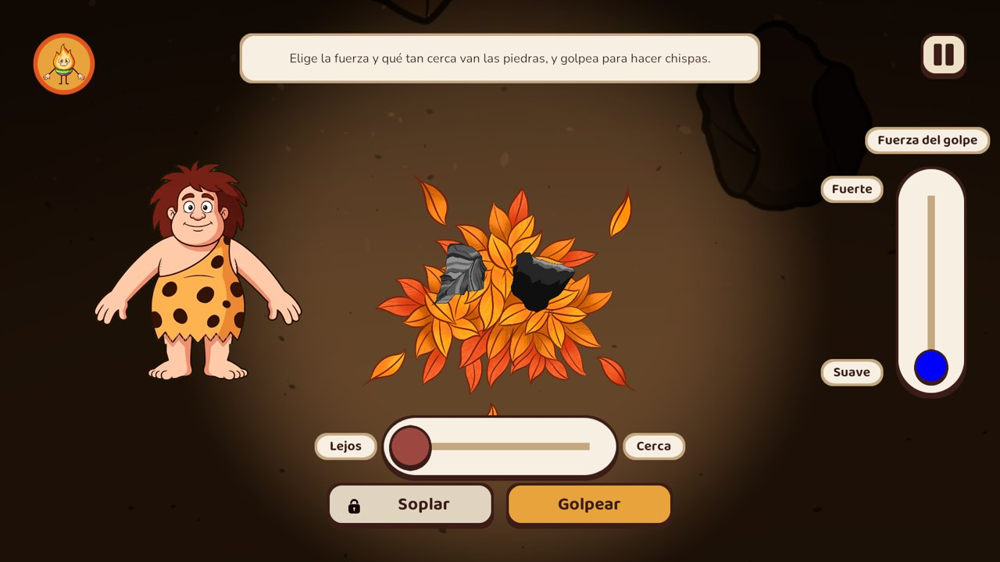 Elige la fuerza y qué tan cerca van las piedras, y golpea para hacer chispas.
Fuerza del golpe
Fuerte
Suave
Lejos
Cerca
Soplar
Golpear